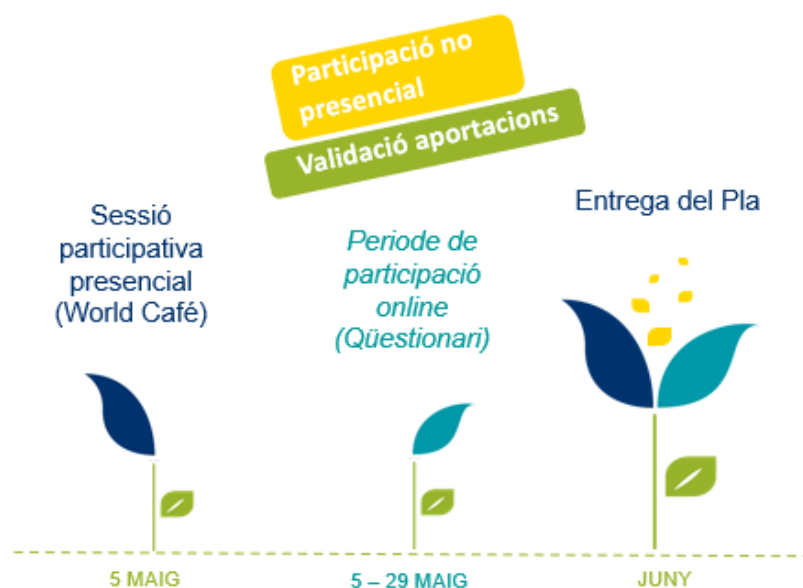 Participació no
presencial
Validació aportacions
Sessió
participativa
presencial
(World Café)
Periode de
participació
online
(Qüestionari)
Entrega del Pla
5 MAIG
5 – 29 MAIG
JUNY